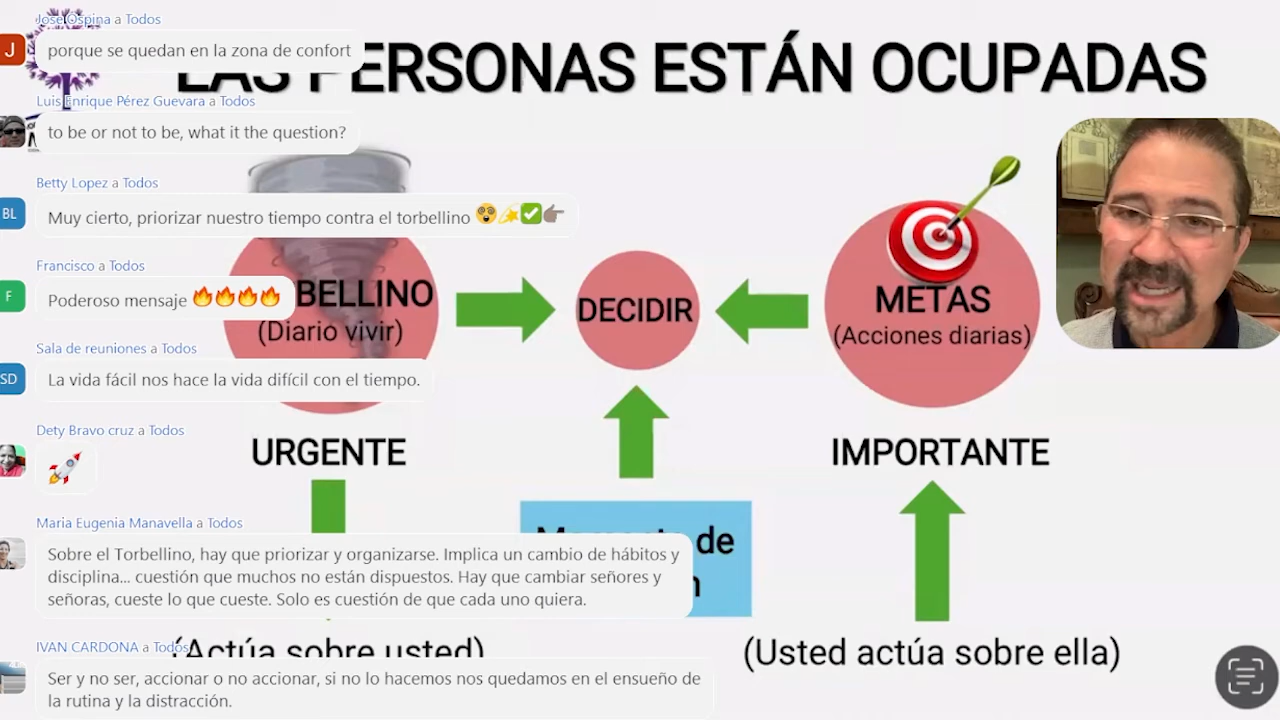 Jose Ospina a Todos
porque se quedan en la zona de confort
LAS PERSONAS ESTÁN OCUPADAS
Luis Enrique Pérez Guevara a Todos
to be or not to be, what it the question?
Betty Lopez a Todos
BL
Muy cierto, priorizar nuestro tiempo contra el torbellino 😵‍💫💫✅👉🏽
Francisco a Todos
F
Poderoso mensaje 🔥🔥🔥🔥
J
BELLINO
(Diario vivir)
DECIDIR
METAS
(Acciones diarias)
Sala de reuniones a Todos
SD
La vida fácil nos hace la vida difícil con el tiempo.
Dety Bravo cruz a Todos
🚀
URGENTE
IMPORTANTE
Maria Eugenia Manavella a Todos
Sobre el Torbellino, hay que priorizar y organizarse. Implica un cambio de hábitos y
disciplina... cuestión que muchos no están dispuestos. Hay que cambiar señores y
señoras, cueste lo que cueste. Solo es cuestión de que cada uno quiera.
de
IVAN CARDONA a Todos
(Actúa sobre usted)
(Usted actúa sobre ella)
Ser y no ser, accionar o no accionar, si no lo hacemos nos quedamos en el ensueño de
la rutina y la distracción.